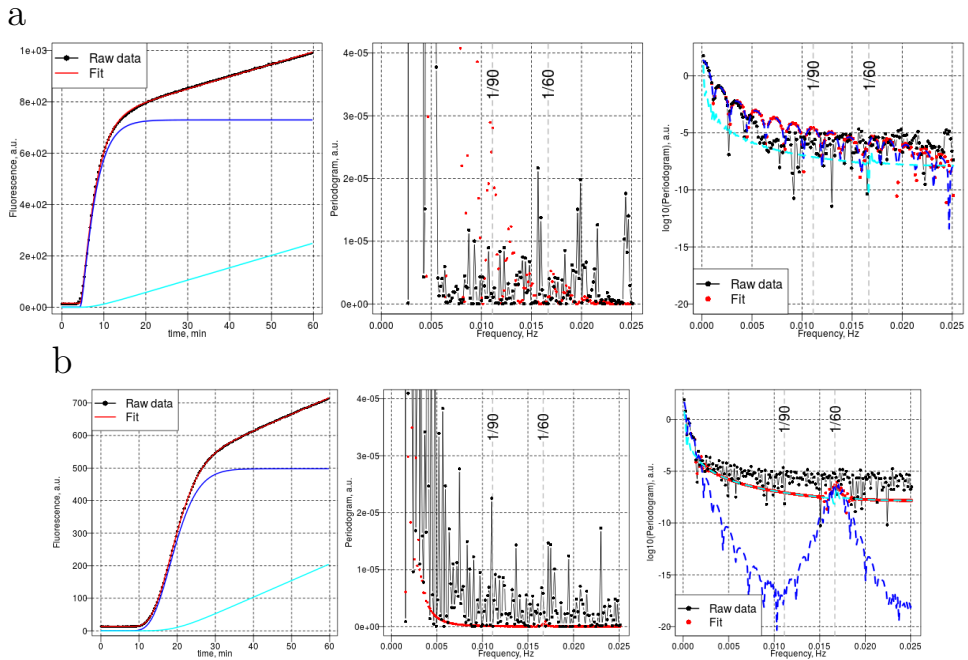 a
1e+03
8e+02
6e+02
4e+02
2e+02
0e+00
Fluorescence, a.u.
Raw data
Fit
0 10 20 30 40 50 60
time, min
4e-05
3e-05
2e-05
1e-05
0e+00
Periodogram, a.u.
1/90
1/60
0.000 0.005 0.010 0.015 0.020 0.025
Frequency, Hz
0
-5
-10
-15
-20
log10(Periodogram), a.u.
1/90
1/60
Raw data
Fit
0.000 0.005 0.010 0.015 0.020 0.025
Frequency, Hz
b
700
600
500
400
300
200
100
0
Fluorescence, a.u.
Raw data
Fit
0 10 20 30 40 50 60
time, min
4e-05
3e-05
2e-05
1e-05
0e+00
Periodogram, a.u.
1/90
1/60
0.000 0.005 0.010 0.015 0.020 0.025
Frequency, Hz
0
-5
-10
-15
-20
log10(Periodogram), a.u.
1/90
1/60
Raw data
Fit
0.000 0.005 0.010 0.015 0.020 0.025
Frequency, Hz